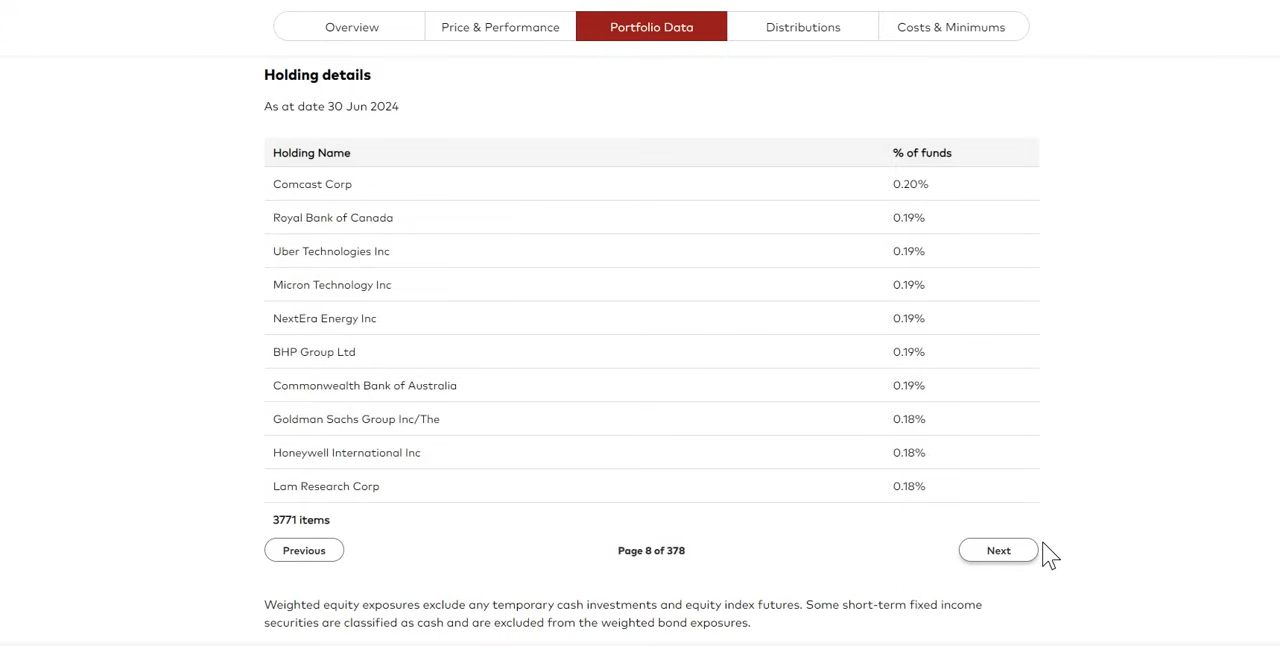 Overview Price & Performance Portfolio Data Distributions Costs & Minimums
Holding details
As at date 30 Jun 2024
Holding Name % of funds
Comcast Corp 0.20%
Royal Bank of Canada 0.19%
Uber Technologies Inc 0.19%
Micron Technology Inc 0.19%
NextEra Energy Inc 0.19%
BHP Group Ltd 0.19%
Commonwealth Bank of Australia 0.19%
Goldman Sachs Group Inc/The 0.18%
Honeywell International Inc 0.18%
Lam Research Corp 0.18%
3771 items
Previous Page 8 of 378 Next
Weighted equity exposures exclude any temporary cash investments and equity index futures. Some short-term fixed income
securities are classified as cash and are excluded from the weighted bond exposures.